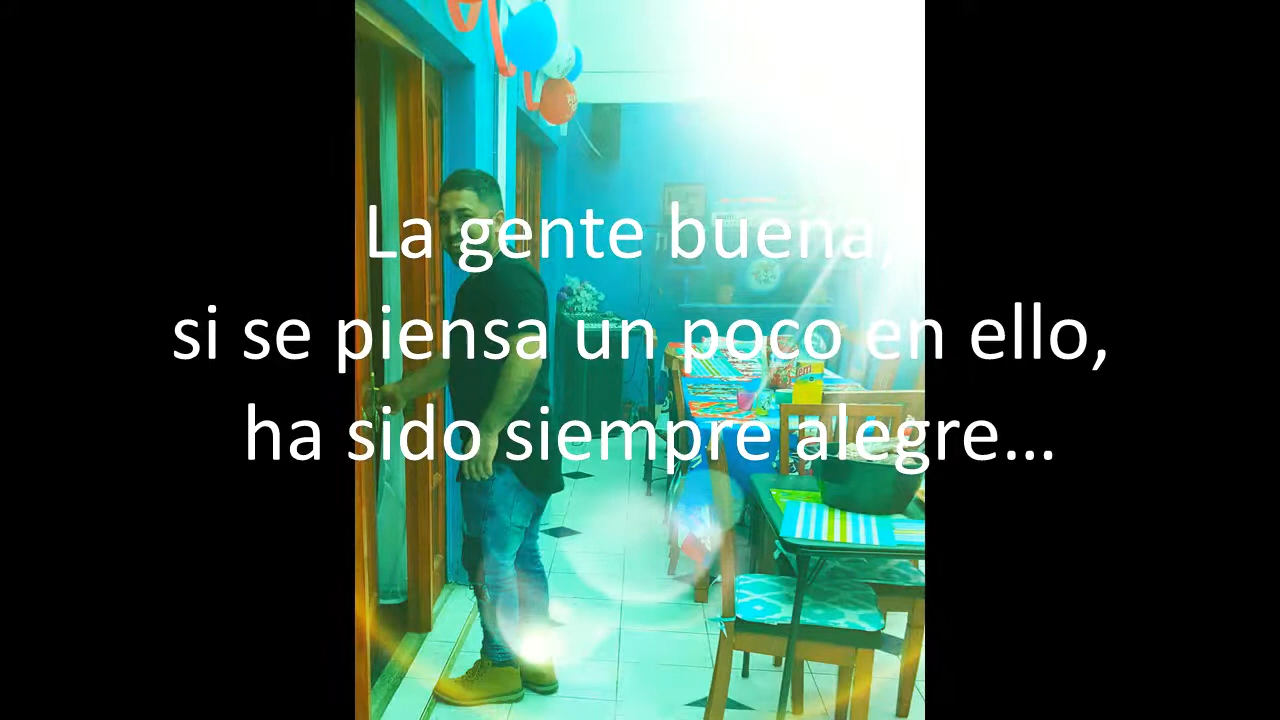 La gente buena,
si se piensa un poco en ello,
ha sido siempre alegre...